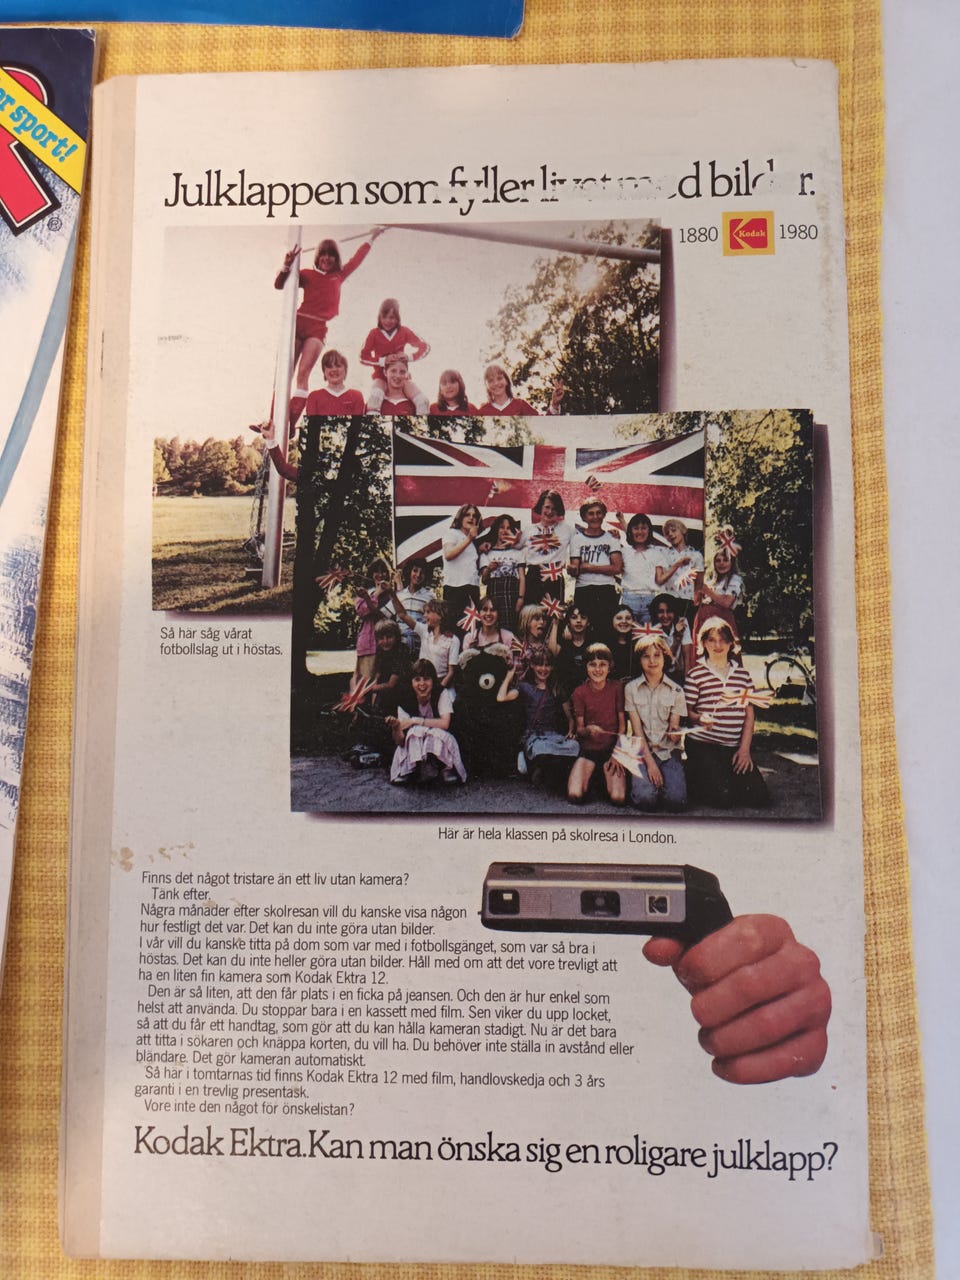 er sport!
®
Julklappen som fyller livet med bilder.
1880 Kodak 1980
NEW YORK
CITY
Så här såg vårat
fotbollslag ut i höstas.
Här är hela klassen på skolresa i London.
Finns det något tristare än ett liv utan kamera?
Tänk efter.
Några månader efter skolresan vill du kanske visa någon
hur festligt det var. Det kan du inte göra utan bilder.
I vår vill du kanske titta på dom som var med i fotbollsgänget, som var så bra i
höstas. Det kan du inte heller göra utan bilder. Håll med om att det vore trevligt att
ha en liten fin kamera som Kodak Ektra 12.
Den är så liten, att den får plats i en ficka på jeansen. Och den är hur enkel som
helst att använda. Du stoppar bara i en kassett med film. Sen viker du upp locket,
så att du får ett handtag, som gör att du kan hålla kameran stadigt. Nu är det bara
att titta i sökaren och knäppa korten, du vill ha. Du behöver inte ställa in avstånd eller
bländare. Det gör kameran automatiskt.
Så här i tomtarnas tid finns Kodak Ektra 12 med film, handlovskedja och 3 års
garanti i en trevlig presentask.
Vore inte den något för önskelistan?
Kodak Ektra. Kan man önska sig en roligare julklapp?